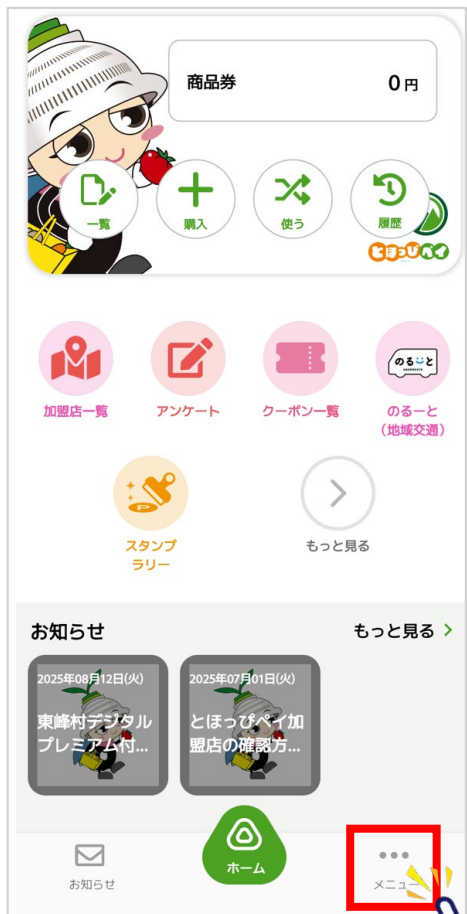 商品券
0 円
一覧
購入
使う
履歴
とほっぴペイ
加盟店一覧
アンケート
クーポン一覧
のるーと
のるーと
（地域交通）
P
スタンプ
ラリー
もっと見る
お知らせ
もっと見る
2025年08月12日(火)
東峰村デジタル
プレミアム付...
2025年07月01日(火)
とほっぴペイ加
盟店の確認方...
お知らせ
ホーム
メニュー